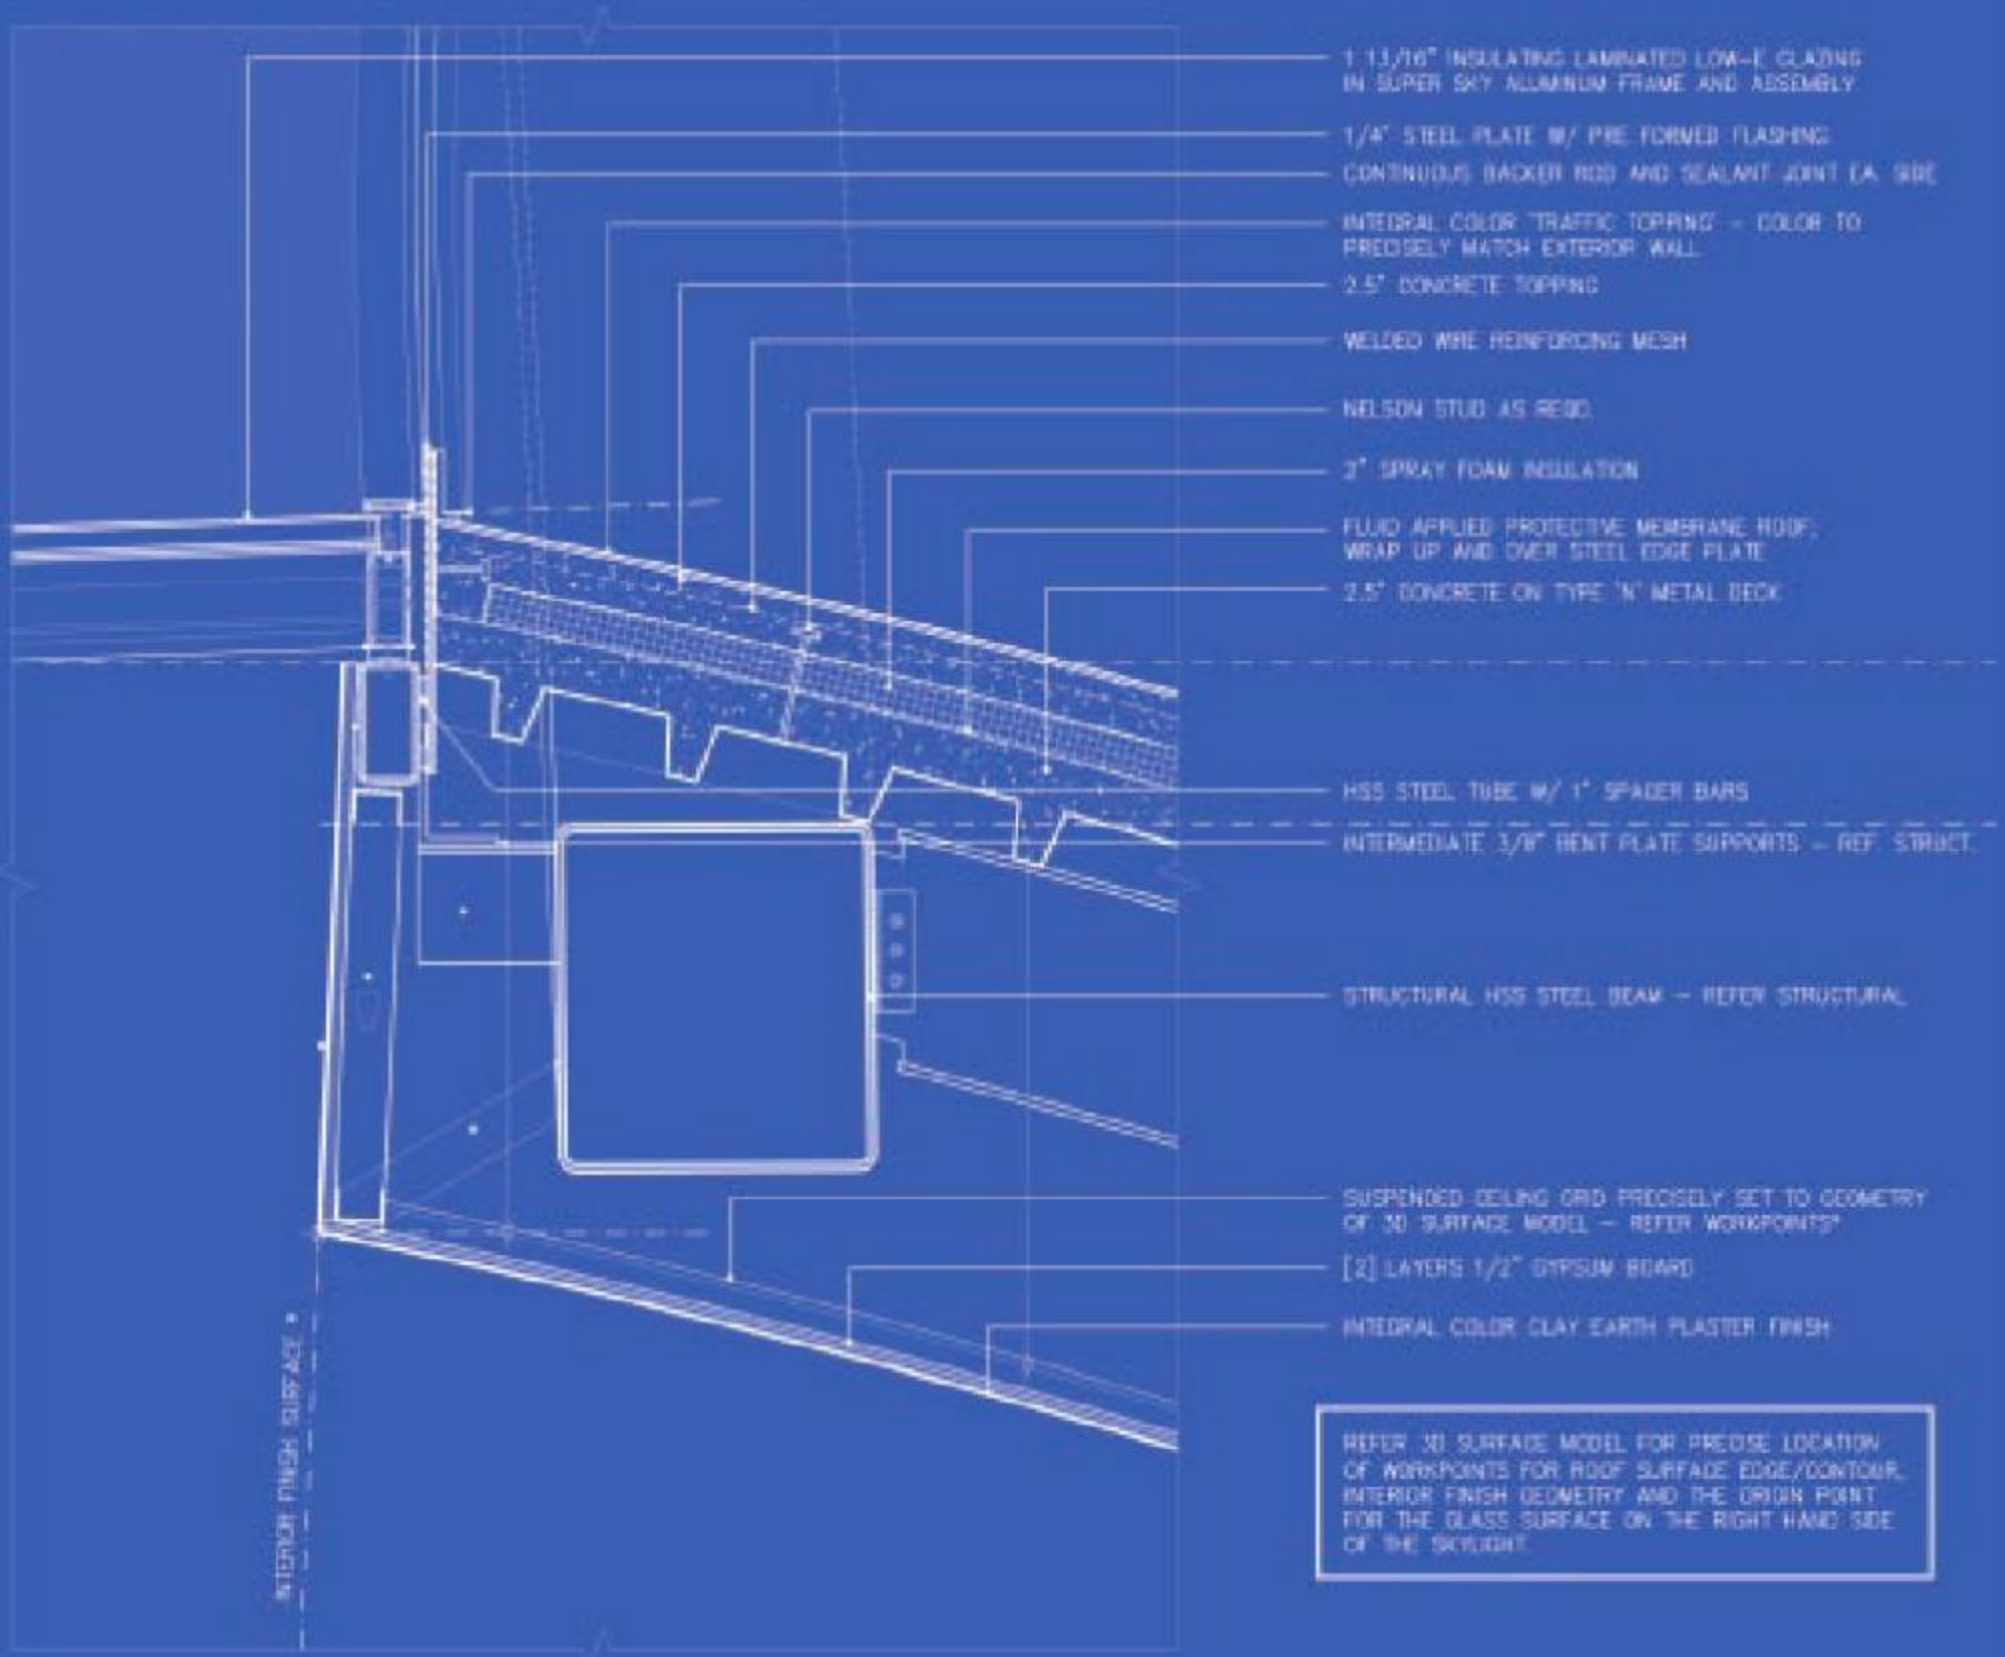 1 13/16" INSULATING LAMINATED LOW-E GLAZING
IN SUPER SKY ALUMINUM FRAME AND ASSEMBLY
1/4" STEEL PLATE W/ PRE FORMED FLASHING
CONTINUOUS BACKER ROD AND SEALANT JOINT EA. SIDE
INTEGRAL COLOR 'TRAFFIC TOPPING' - COLOR TO
PRECISELY MATCH EXTERIOR WALL
2.5" CONCRETE TOPPING
WELDED WIRE REINFORCING MESH
NELSON STUD AS REQD.
SPRAY FOAM INSULATION
FLUID APPLIED PROTECTIVE MEMBRANE ROOF,
WRAP UP AND OVER STEEL EDGE PLATE
2.5" CONCRETE ON TYPE 'N' METAL DECK
HSS STEEL TUBE W/ 1" SPACER BARS
INTERMEDIATE 3/8" BENT PLATE SUPPORTS - REF. STRUCT.
STRUCTURAL HSS STEEL BEAM - REFER STRUCTURAL
SUSPENDED CEILING GRID PRECISELY SET TO GEOMETRY
OF 3D SURFACE MODEL - REFER WORKPOINTS*
[2] LAYERS 1/2" GYPSUM BOARD
INTEGRAL COLOR CLAY EARTH PLASTER FINISH
REFER 3D SURFACE MODEL FOR PRECISE LOCATION
OF WORKPOINTS FOR ROOF SURFACE EDGE/CONTOUR,
INTERIOR FINISH GEOMETRY AND THE ORIGIN POINT
FOR THE GLASS SURFACE ON THE RIGHT HAND SIDE
OF THE SKYLIGHT.
INTERIOR FINISH SURFACE *